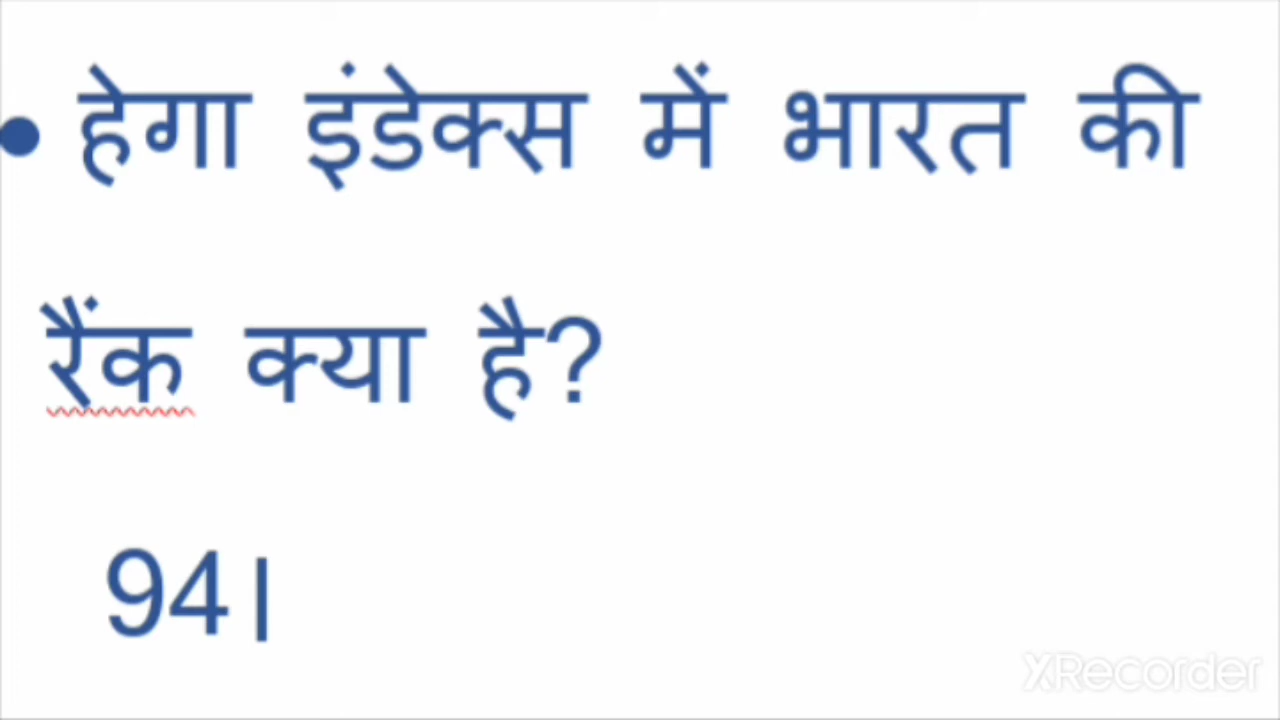 • हेगा इंडेक्स में भारत की
रैंक क्या है?
94।
XRecorder